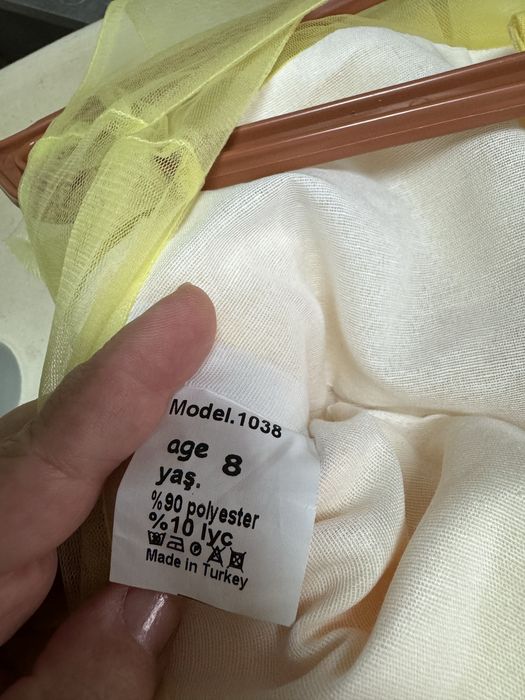 Model.1038
age 8
yaş.
%90 polyester
%10 lyc
Made in Turkey